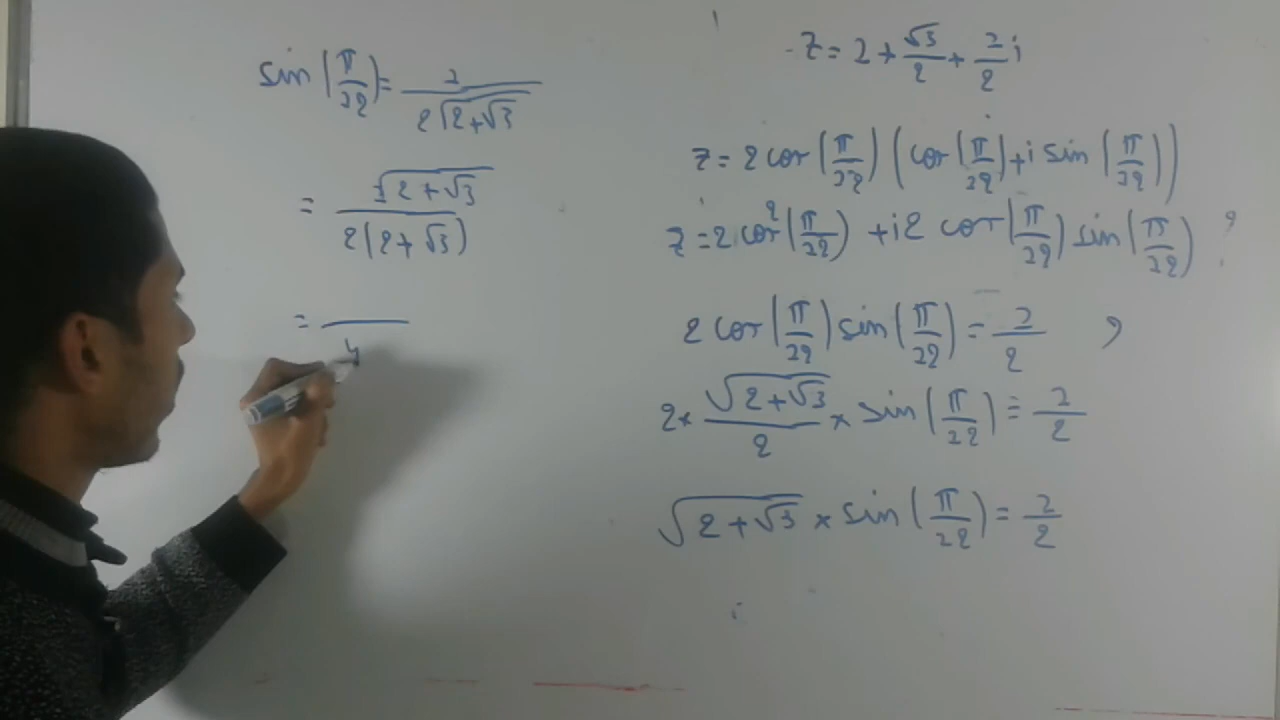 sin(π/12) = 1/(2√(2+√3))
= √(2+√3)/(2(2+√3))
= /4
z = 1 + √3/2 + 1/2 i
z = 2 cos(π/12) (cos(π/12) + i sin(π/12))
z = 2 cos²(π/12) + i 2 cos(π/12) sin(π/12) ?
2 cos(π/12) sin(π/12) = 1/2 ,
2 × √(2+√3)/2 × sin(π/12) = 1/2
√(2+√3) × sin(π/12) = 1/2